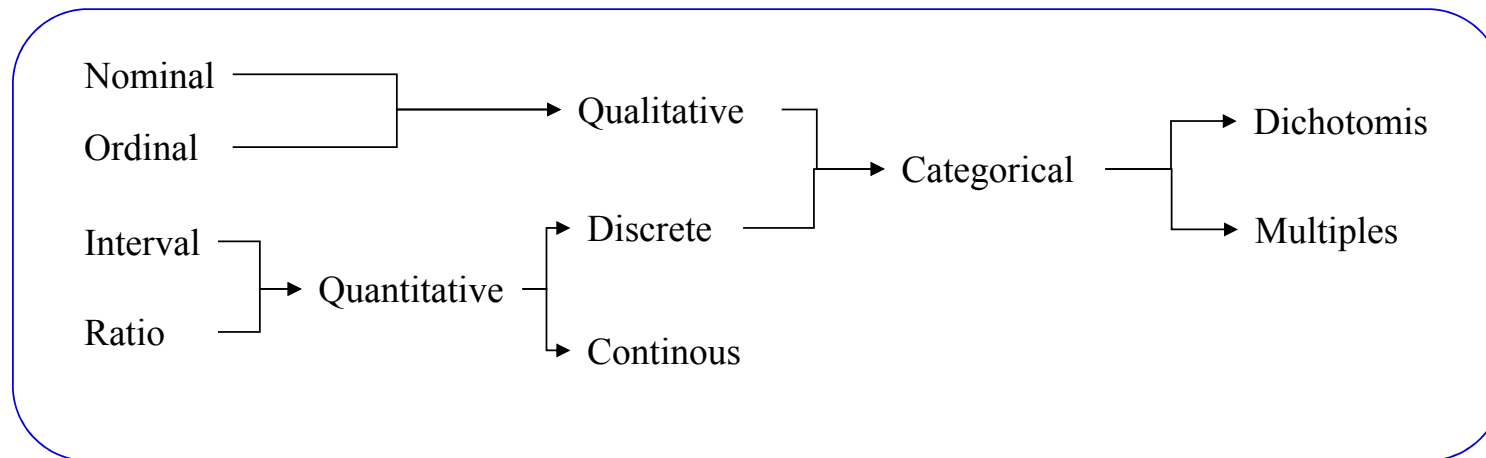 Nominal
Qualitative
Dichotomis
Ordinal
Categorical
Interval
Discrete
Multiples
Quantitative
Ratio
Continous